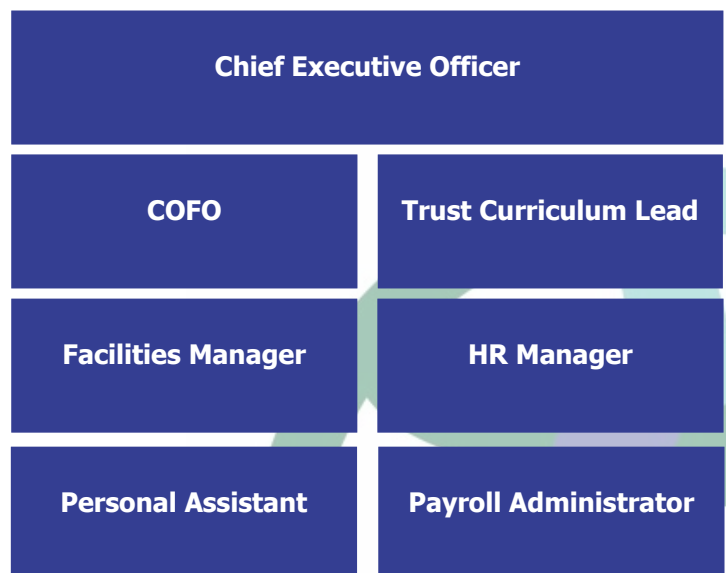 Chief Executive Officer
COFO
Trust Curriculum Lead
Facilities Manager
HR Manager
Personal Assistant
Payroll Administrator